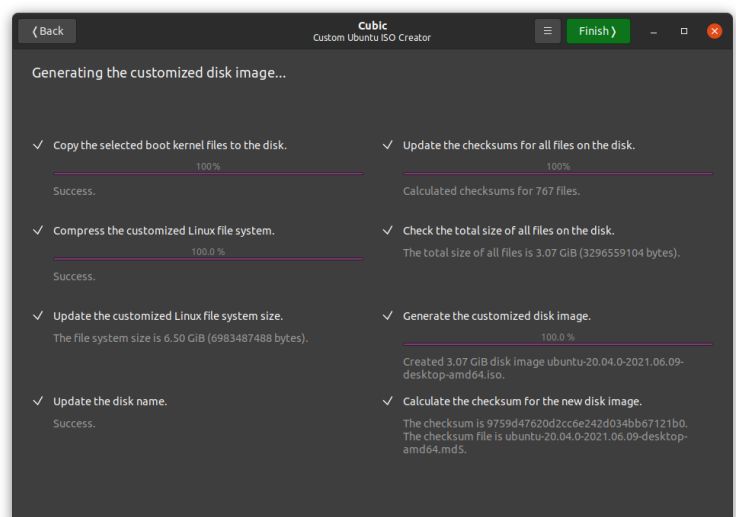 Back
Cubic
Custom Ubuntu ISO Creator
Finish
Generating the customized disk image...
Copy the selected boot kernel files to the disk.
100%
Success.
Compress the customized Linux file system.
100.0 %
Success.
Update the customized Linux file system size.
The file system size is 6.50 GiB (6983487488 bytes).
Update the disk name.
Success.
Update the checksums for all files on the disk.
100%
Calculated checksums for 767 files.
Check the total size of all files on the disk.
The total size of all files is 3.07 GiB (3296559104 bytes).
Generate the customized disk image.
100.0 %
Created 3.07 GiB disk image ubuntu-20.04.0-2021.06.09-
desktop-amd64.iso.
Calculate the checksum for the new disk image.
The checksum is 9759d47620d2cc6e242d034bb67121b0.
The checksum file is ubuntu-20.04.0-2021.06.09-desktop-
amd64.md5.